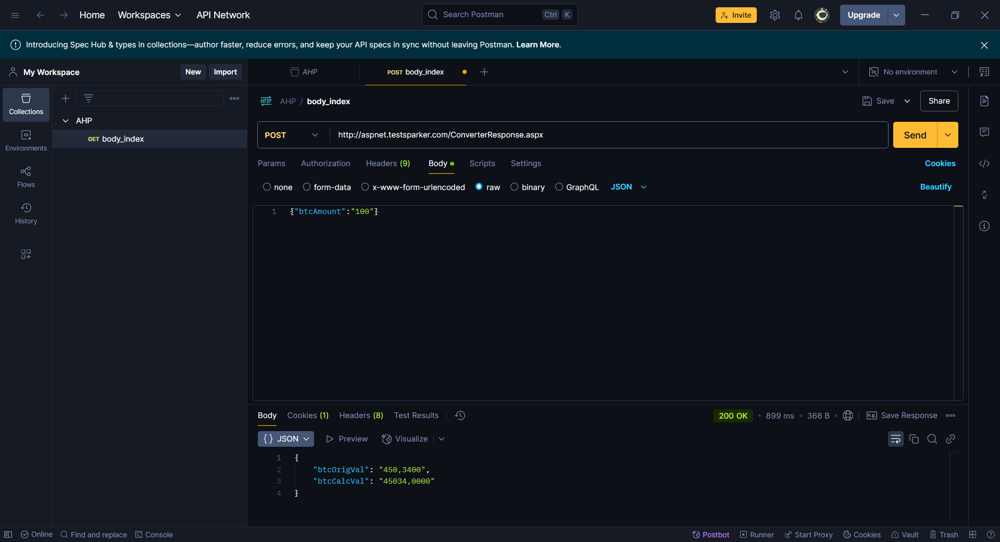 Home Workspaces API Network Search Postman Ctrl K Invite Upgrade
Introducing Spec Hub & types in collections—author faster, reduce errors, and keep your API specs in sync without leaving Postman. Learn More.
My Workspace New Import AHP POST body_index No environment
Collections
Environments
Flows
History
AHP
GET body_index
HTTP AHP / body_index Save Share
POST http://aspnet.testsparker.com/ConverterResponse.aspx Send
Params Authorization Headers (9) Body Scripts Settings Cookies
none form-data x-www-form-urlencoded raw binary GraphQL JSON Beautify
1 {"btcAmount":"100"}
Body Cookies (1) Headers (8) Test Results 200 OK 899 ms 366 B e.g. Save Response
{} JSON Preview Visualize
1 {
2 "btcOrigVal": "450,3400",
3 "btcCalcVal": "45034,0000"
4 }
Online Find and replace Console Postbot Runner Start Proxy Cookies Vault Trash